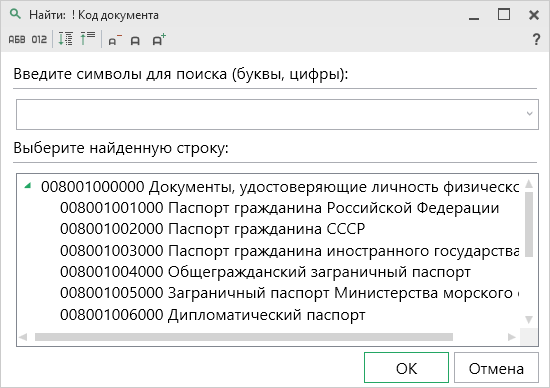 Найти: ! Код документа
АБВ 012 А⁻ А А⁺ ?
Введите символы для поиска (буквы, цифры):
Выберите найденную строку:
008001000000 Документы, удостоверяющие личность физическо
008001001000 Паспорт гражданина Российской Федерации
008001002000 Паспорт гражданина СССР
008001003000 Паспорт гражданина иностранного государства
008001004000 Общегражданский заграничный паспорт
008001005000 Заграничный паспорт Министерства морского
008001006000 Дипломатический паспорт
ОК Отмена